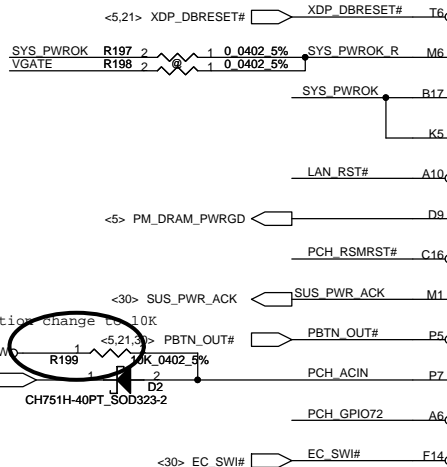 <5,21> XDP_DBRESET# XDP_DBRESET# T6
SYS_PWROK R197 2 1 0_0402_5% SYS_PWROK_R M6
VGATE R198 2 @ 1 0_0402_5%
SYS_PWROK B17
K5
LAN_RST# A10
<5> PM_DRAM_PWRGD D9
PCH_RSMRST# C16
<30> SUS_PWR_ACK SUS_PWR_ACK M1
tion change to 10K
<5,21,30> PBTN_OUT# PBTN_OUT# P5
W 1
R199 10K_0402_5%
1 2 PCH_ACIN P7
D2
CH751H-40PT_SOD323-2
PCH_GPIO72 A6
<30> EC_SWI# EC_SWI# F14